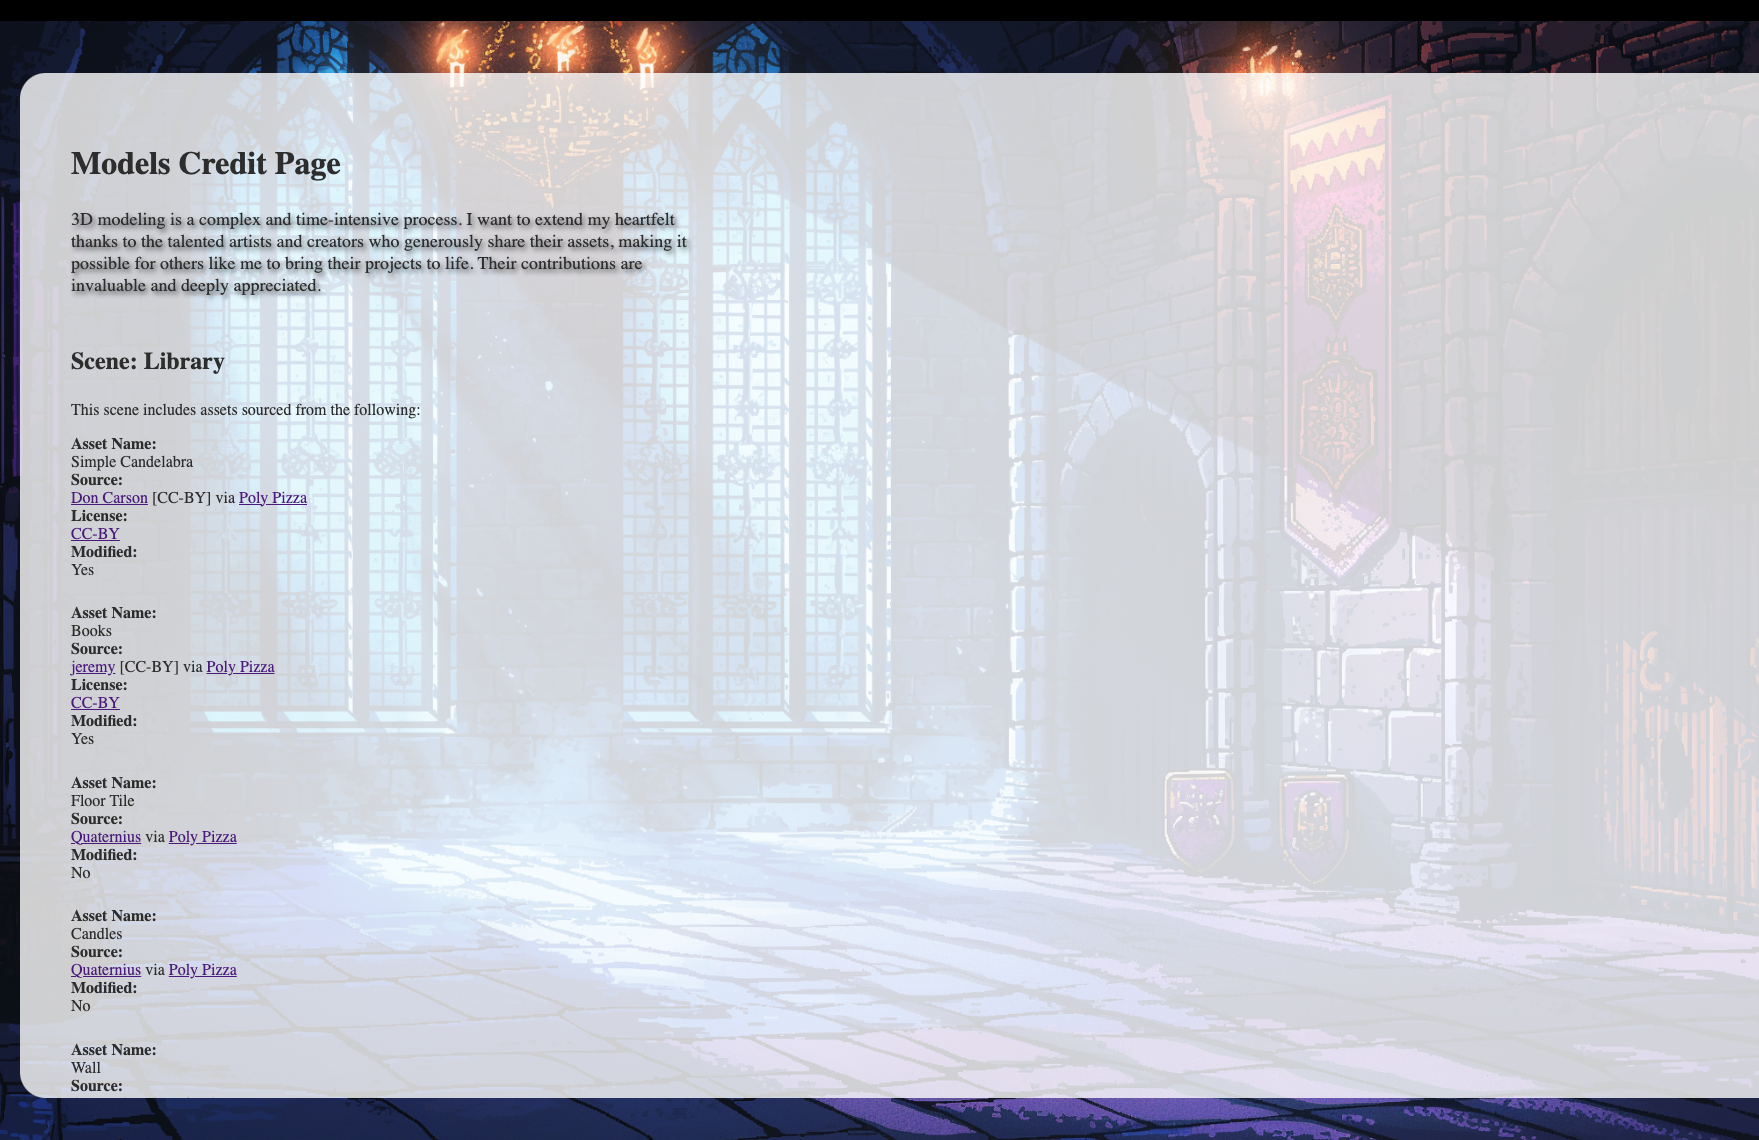 Models Credit Page
3D modeling is a complex and time-intensive process. I want to extend my heartfelt
thanks to the talented artists and creators who generously share their assets, making it
possible for others like me to bring their projects to life. Their contributions are
invaluable and deeply appreciated.
Scene: Library
This scene includes assets sourced from the following:
Asset Name:
Simple Candelabra
Source:
Don Carson [CC-BY] via Poly Pizza
License:
CC-BY
Modified:
Yes
Asset Name:
Books
Source:
jeremy [CC-BY] via Poly Pizza
License:
CC-BY
Modified:
Yes
Asset Name:
Floor Tile
Source:
Quaternius via Poly Pizza
Modified:
No
Asset Name:
Candles
Source:
Quaternius via Poly Pizza
Modified:
No
Asset Name:
Wall
Source: